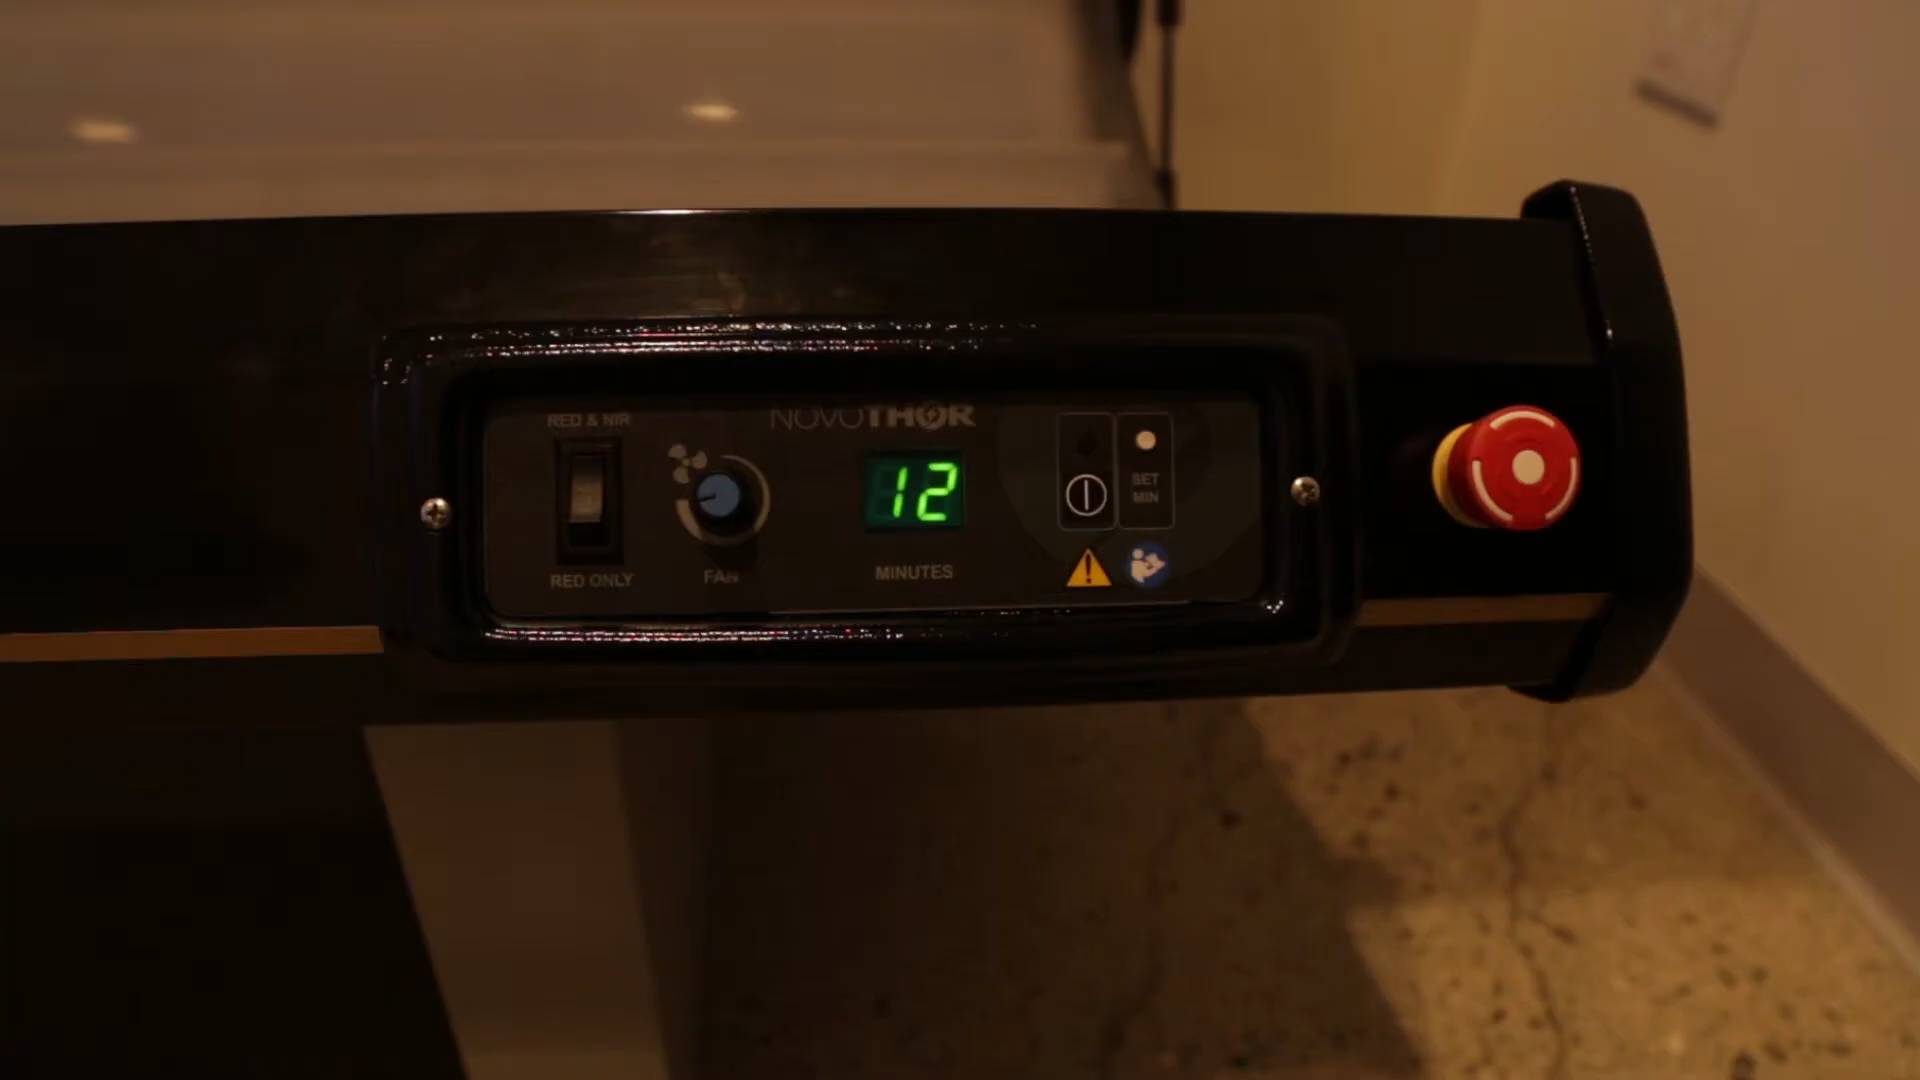 RED & NIR
NOVOTHOR
12
SET
MIN
MINUTES
FAN
RED ONLY